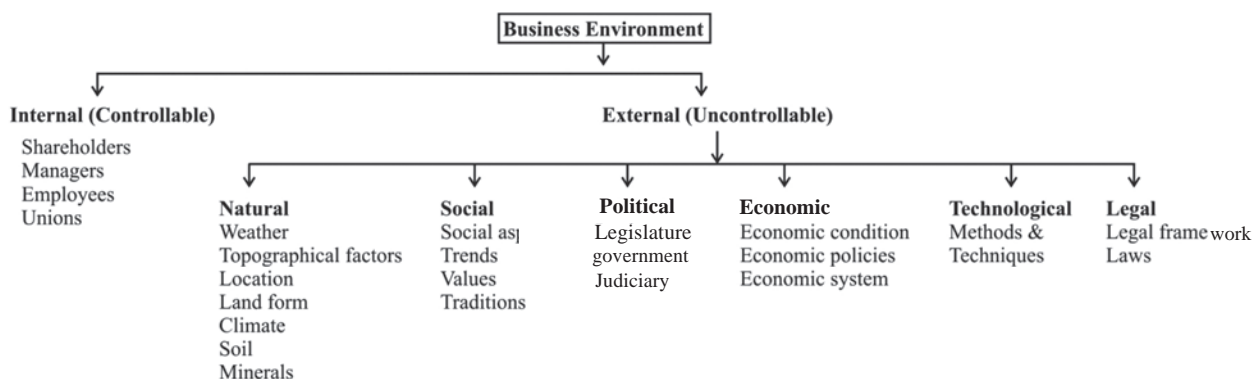 Business Environment
Internal (Controllable)
Shareholders
Managers
Employees
Unions
External (Uncontrollable)
Natural
Weather
Topographical factors
Location
Land form
Climate
Soil
Minerals
Social
Social
Trends
Values
Traditions
Political
Legislature
government
Judiciary
Economic
Economic condition
Economic policies
Economic system
Technological
Methods &
Techniques
Legal
Legal frame work
Laws